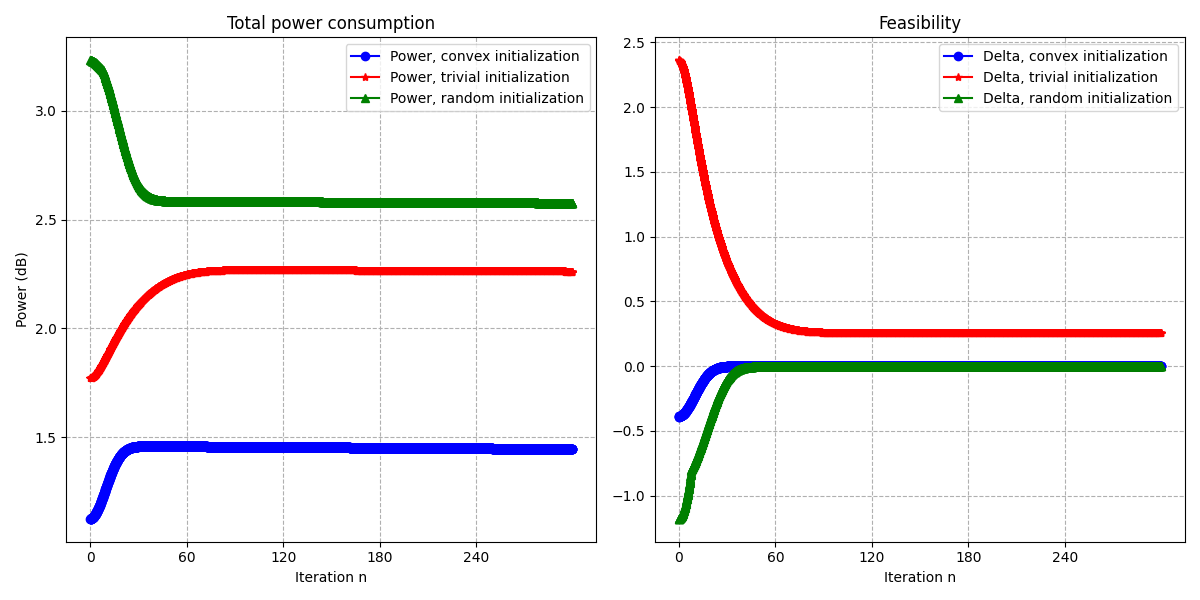 Total power consumption
Power (dB)
3.0
2.5
2.0
1.5
Power, convex initialization
Power, trivial initialization
Power, random initialization
0 60 120 180 240
Iteration n
Feasibility
2.5
2.0
1.5
1.0
0.5
0.0
−0.5
−1.0
Delta, convex initialization
Delta, trivial initialization
Delta, random initialization
0 60 120 180 240
Iteration n